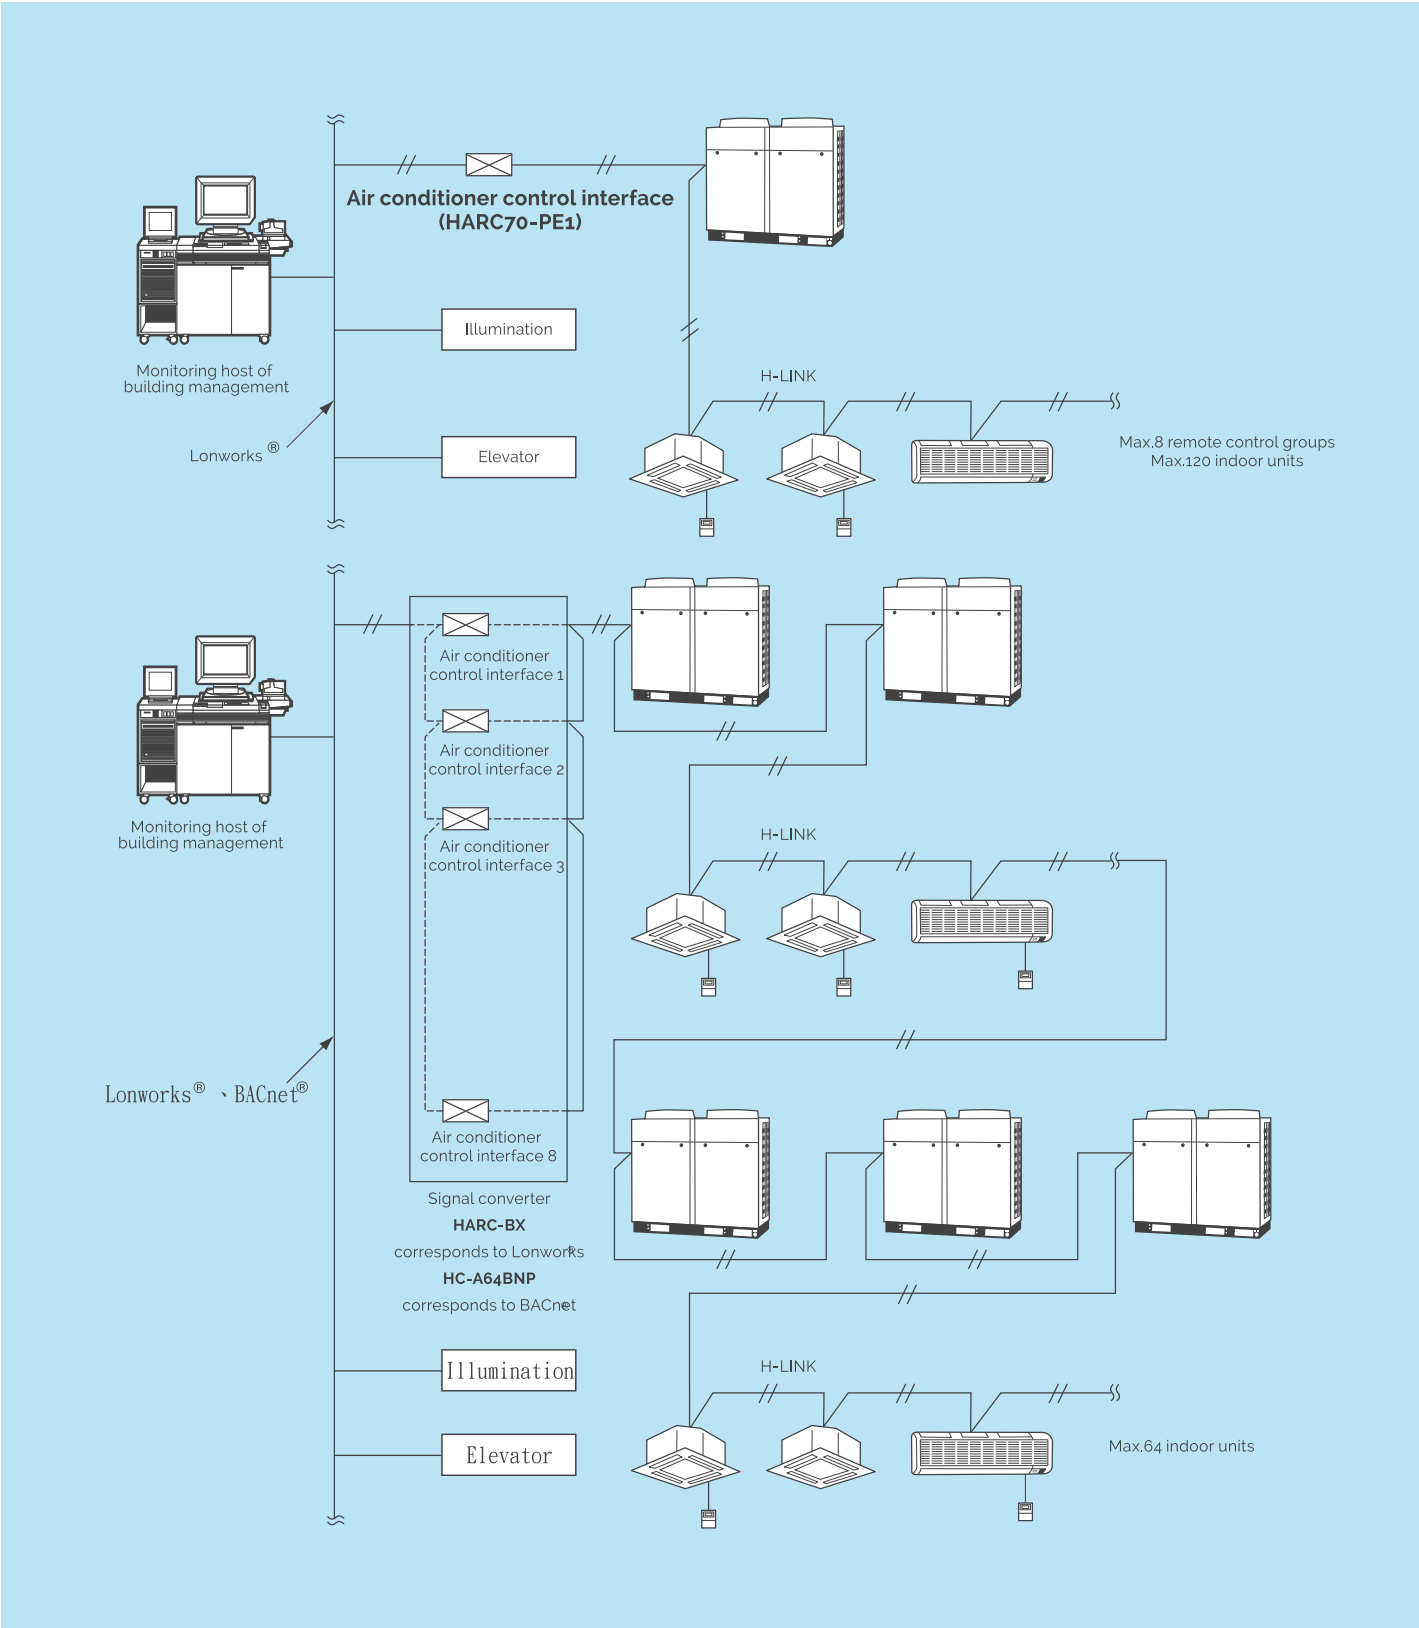 Air conditioner control interface
(HARC70-PE1)
Illumination
Monitoring host of
building management
H-LINK
Lonworks ®
Elevator
Max.8 remote control groups
Max.120 indoor units
Air conditioner
control interface 1
Air conditioner
control interface 2
Monitoring host of
building management
Air conditioner
control interface 3
H-LINK
Lonworks® 、BACnet®
Air conditioner
control interface 8
Signal converter
HARC-BX
corresponds to Lonworks®
HC-A64BNP
corresponds to BACnet®
Illumination
H-LINK
Elevator
Max.64 indoor units